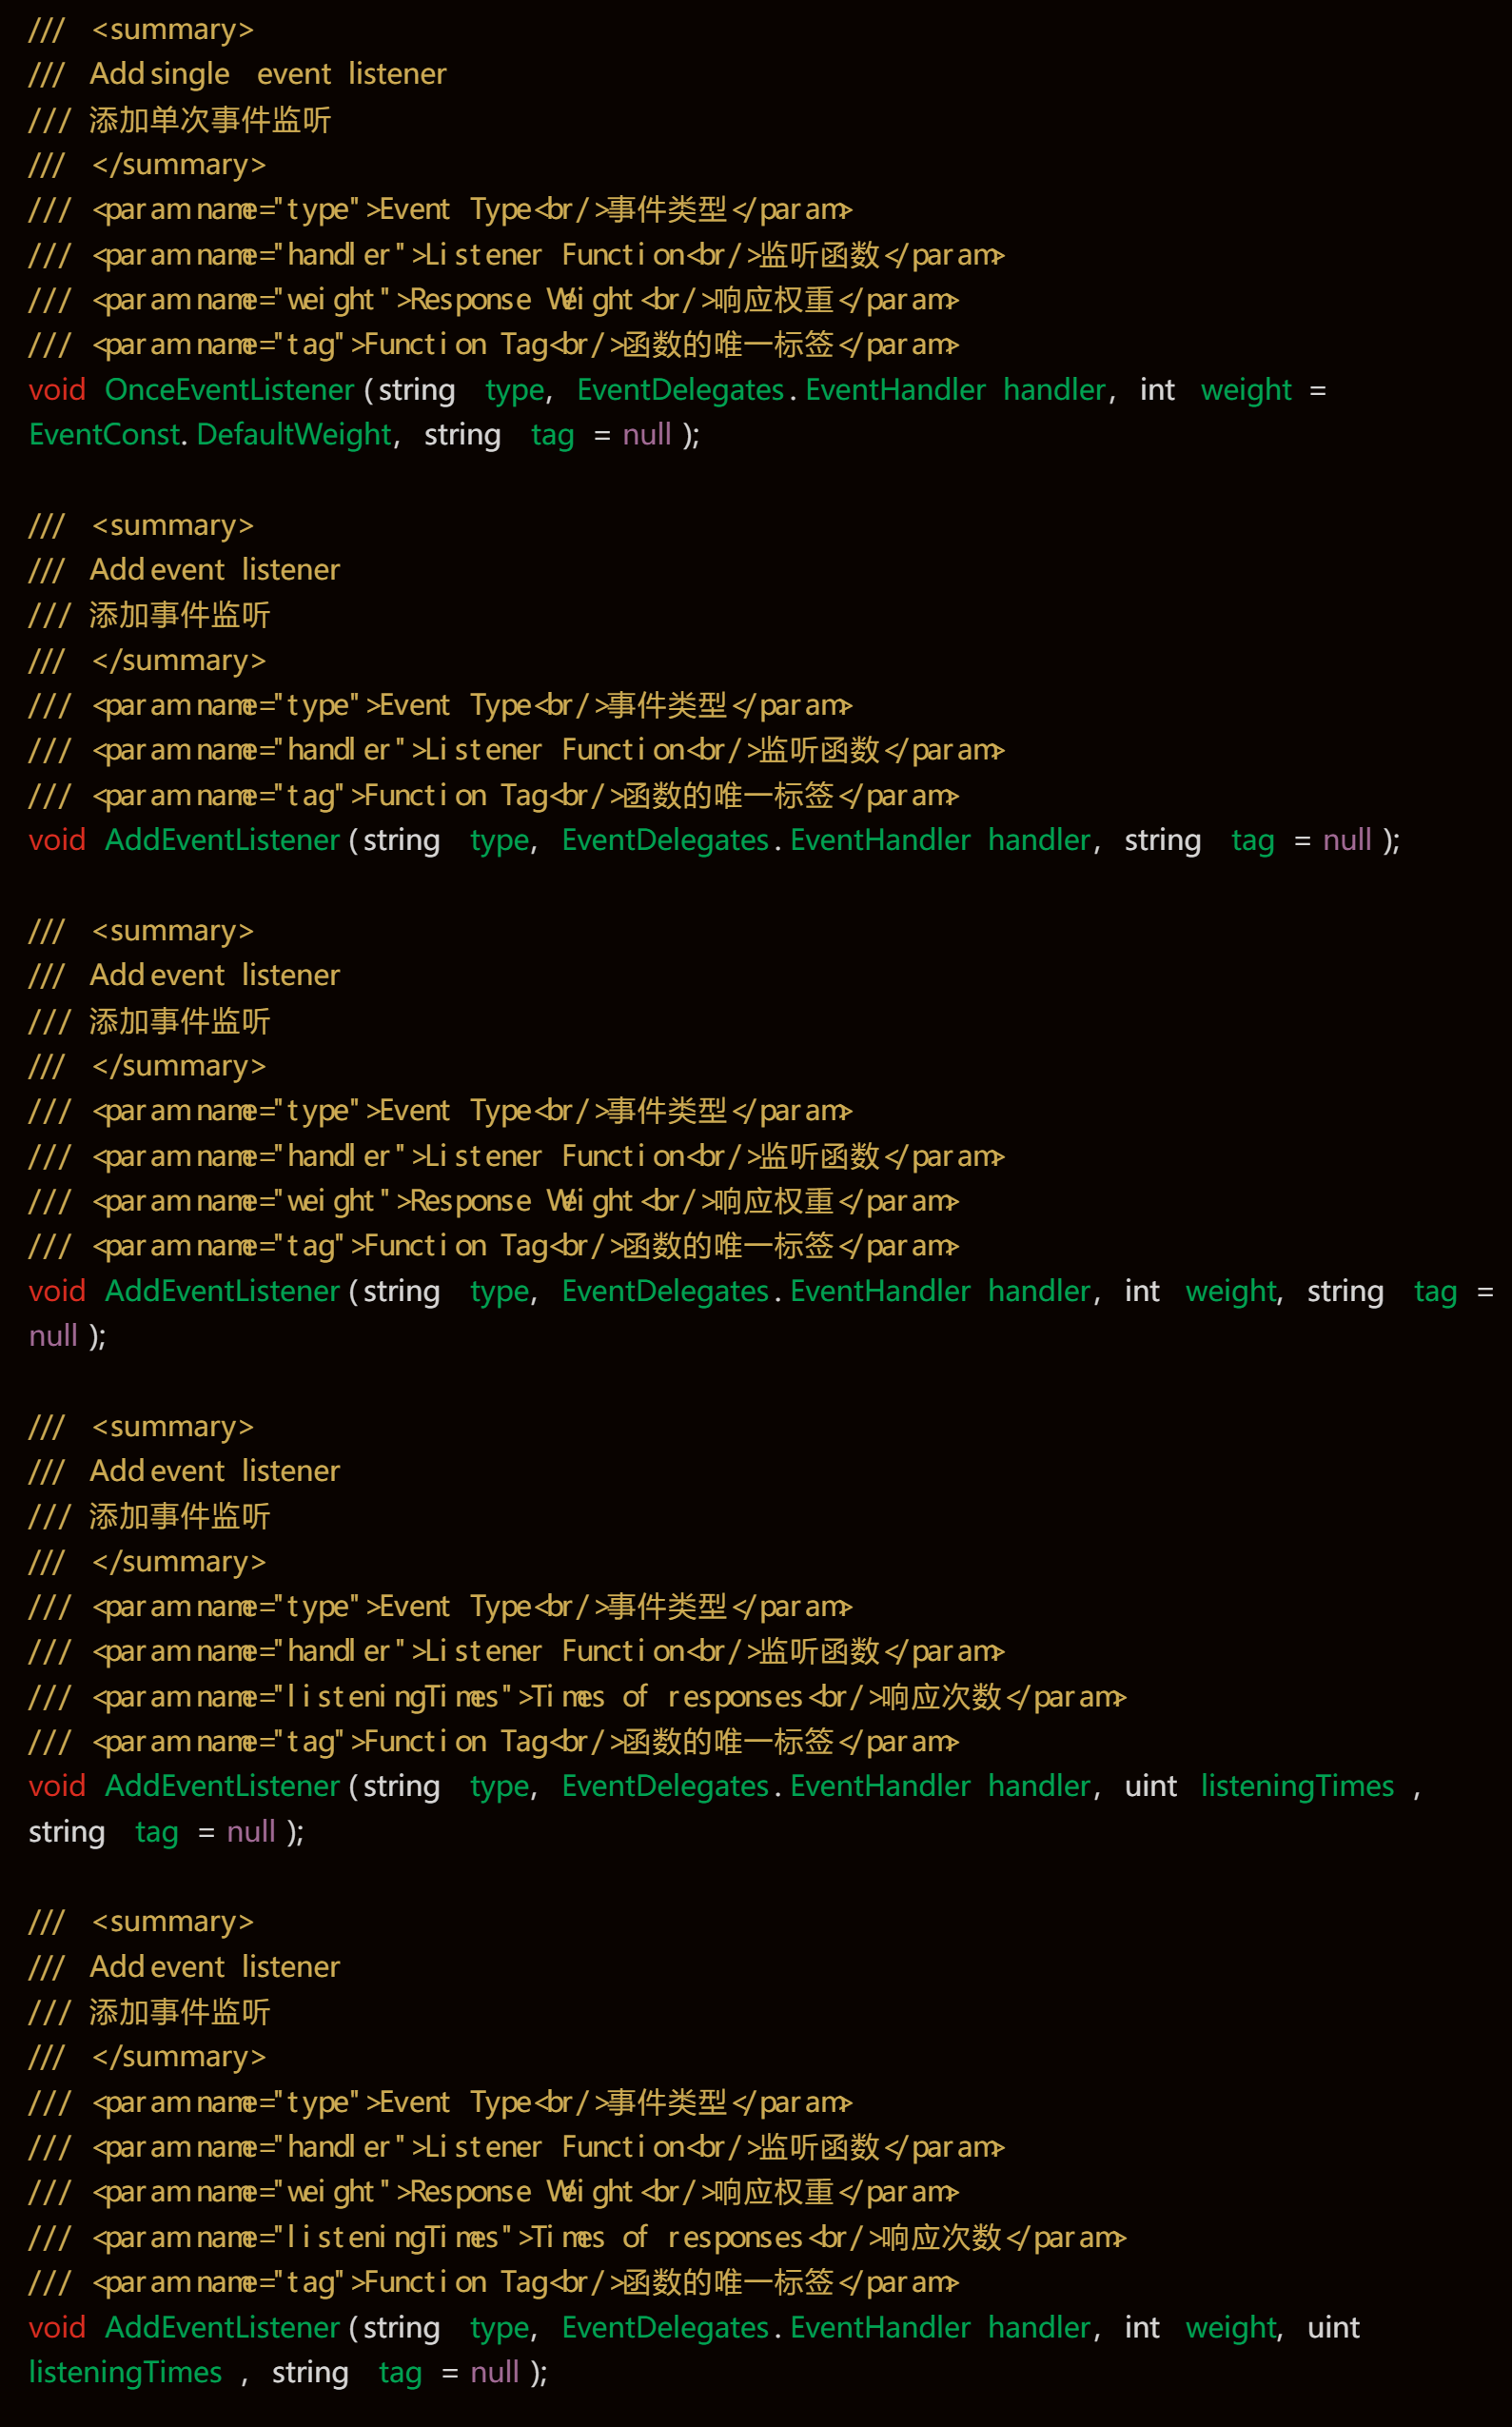 /// <summary>
/// Add single event listener
/// 添加单次事件监听
/// </summary>
/// <param name="type">Event Type<br/>事件类型</param>
/// <param name="handler">Listener Function<br/>监听函数</param>
/// <param name="weight">Response Weight<br/>响应权重</param>
/// <param name="tag">Function Tag<br/>函数的唯一标签</param>
void OnceEventListener(string type, EventDelegates.EventHandler handler, int weight =
EventConst.DefaultWeight, string tag = null);
/// <summary>
/// Add event listener
/// 添加事件监听
/// </summary>
/// <param name="type">Event Type<br/>事件类型</param>
/// <param name="handler">Listener Function<br/>监听函数</param>
/// <param name="tag">Function Tag<br/>函数的唯一标签</param>
void AddEventListener(string type, EventDelegates.EventHandler handler, string tag = null);
/// <summary>
/// Add event listener
/// 添加事件监听
/// </summary>
/// <param name="type">Event Type<br/>事件类型</param>
/// <param name="handler">Listener Function<br/>监听函数</param>
/// <param name="weight">Response Weight<br/>响应权重</param>
/// <param name="tag">Function Tag<br/>函数的唯一标签</param>
void AddEventListener(string type, EventDelegates.EventHandler handler, int weight, string tag =
null);
/// <summary>
/// Add event listener
/// 添加事件监听
/// </summary>
/// <param name="type">Event Type<br/>事件类型</param>
/// <param name="handler">Listener Function<br/>监听函数</param>
/// <param name="listeningTimes">Times of responses<br/>响应次数</param>
/// <param name="tag">Function Tag<br/>函数的唯一标签</param>
void AddEventListener(string type, EventDelegates.EventHandler handler, uint listeningTimes,
string tag = null);
/// <summary>
/// Add event listener
/// 添加事件监听
/// </summary>
/// <param name="type">Event Type<br/>事件类型</param>
/// <param name="handler">Listener Function<br/>监听函数</param>
/// <param name="weight">Response Weight<br/>响应权重</param>
/// <param name="listeningTimes">Times of responses<br/>响应次数</param>
/// <param name="tag">Function Tag<br/>函数的唯一标签</param>
void AddEventListener(string type, EventDelegates.EventHandler handler, int weight, uint
listeningTimes, string tag = null);